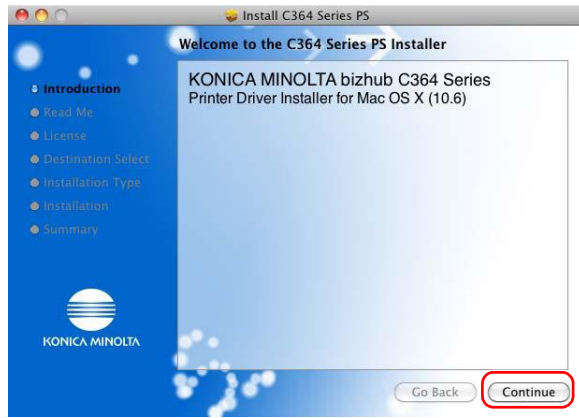 Install C364 Series PS
Welcome to the C364 Series PS Installer
Introduction
Read Me
License
Destination Select
Installation Type
Installation
Summary
KONICA MINOLTA
KONICA MINOLTA bizhub C364 Series
Printer Driver Installer for Mac OS X (10.6)
Go Back
Continue